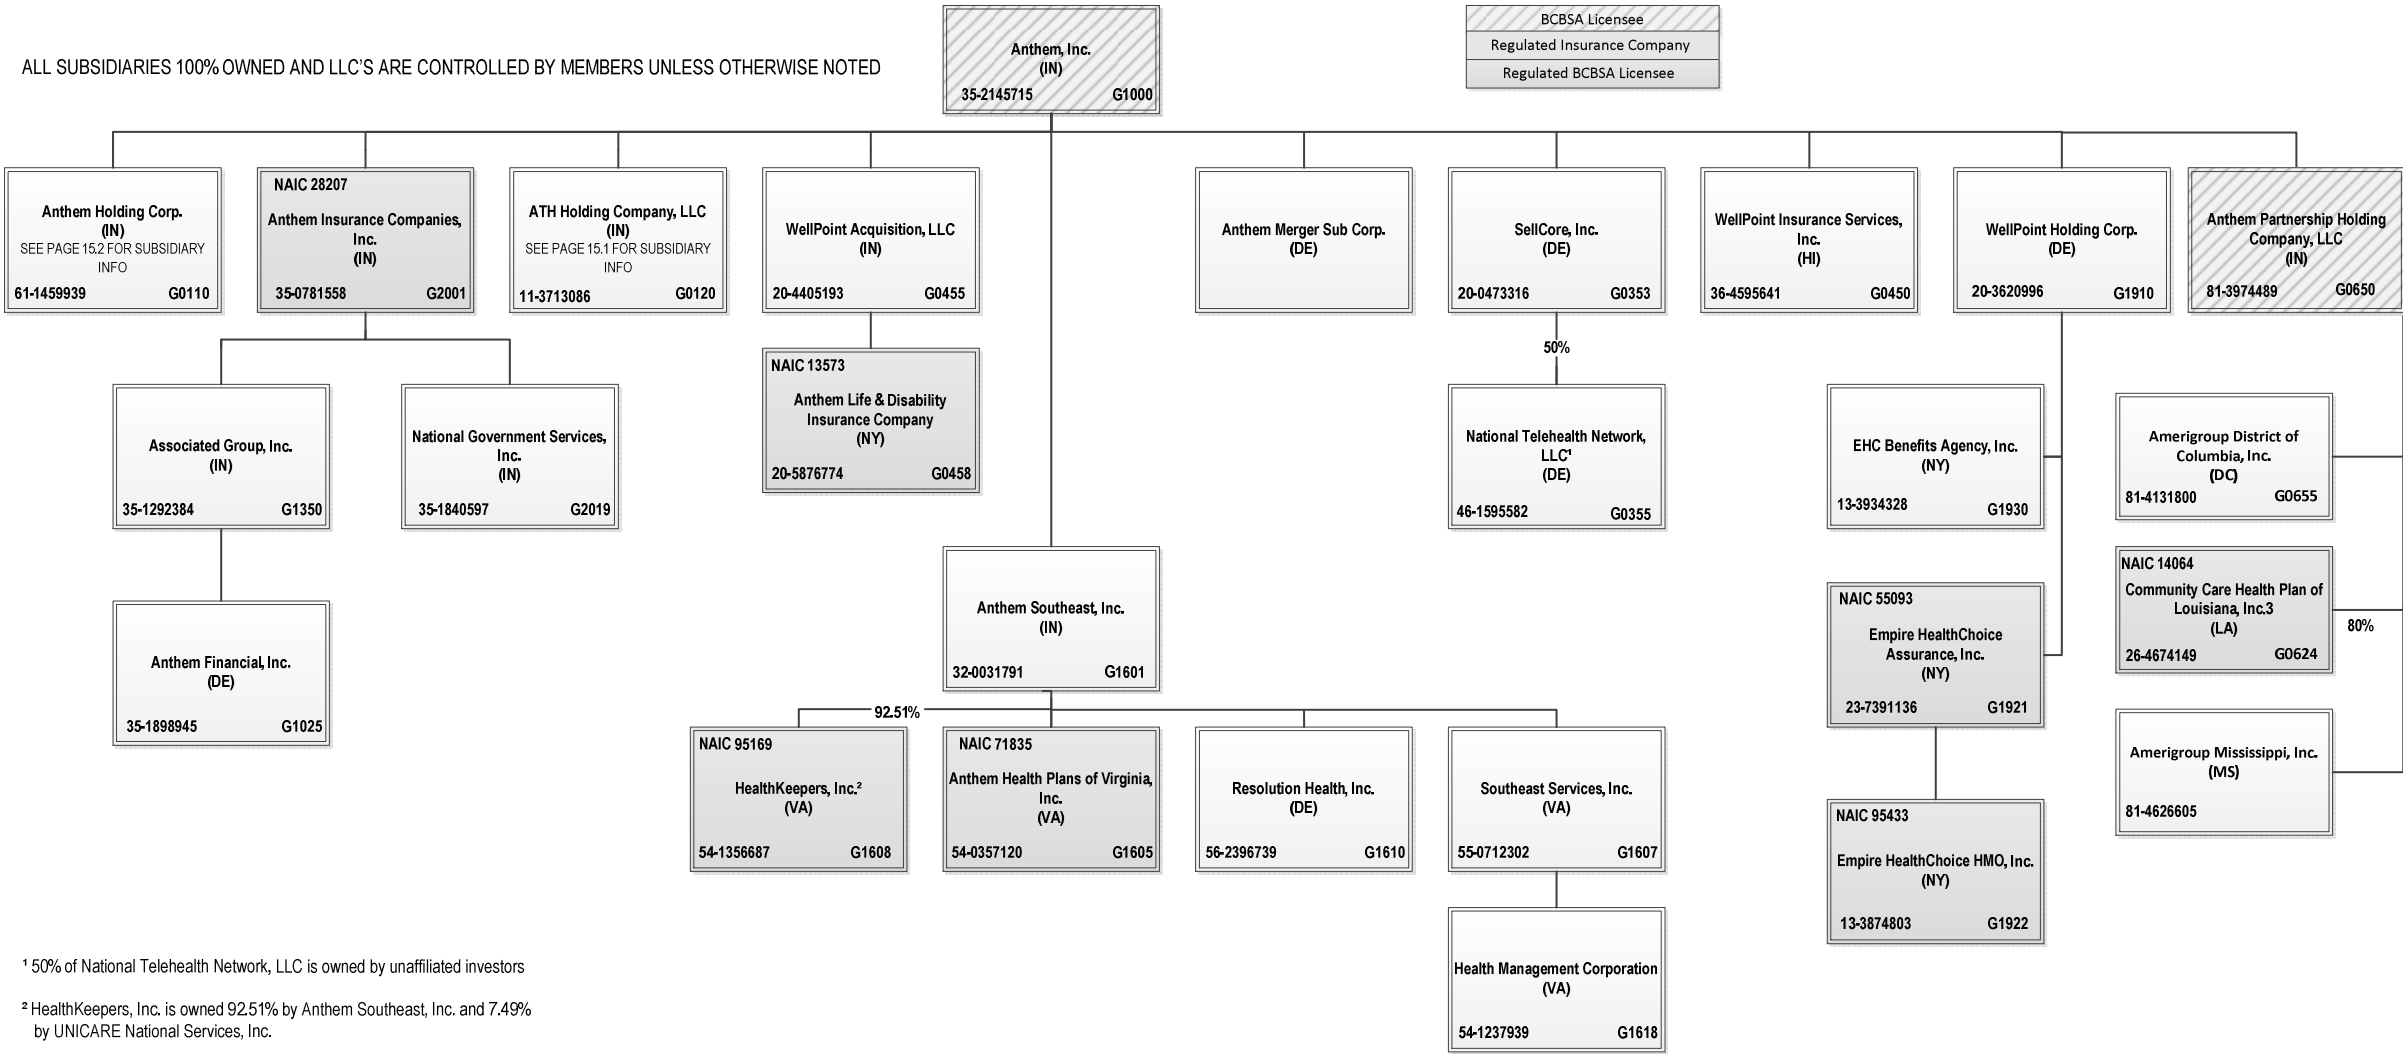 Anthem, Inc.
(IN)
35-2145715 G1000
BCBSA Licensee
Regulated Insurance Company
Regulated BCBSA Licensee
ALL SUBSIDIARIES 100% OWNED AND LLC'S ARE CONTROLLED BY MEMBERS UNLESS OTHERWISE NOTED
Anthem Holding Corp.
(IN)
SEE PAGE 15.2 FOR SUBSIDIARY
INFO
61-1459939 G0110
NAIC 28207
Anthem Insurance Companies,
Inc.
(IN)
35-0781558 G2001
ATH Holding Company, LLC
(IN)
SEE PAGE 15.1 FOR SUBSIDIARY
INFO
11-3713086 G0120
WellPoint Acquisition, LLC
(IN)
20-4405193 G0455
Anthem Merger Sub Corp.
(DE)
SellCore, Inc.
(DE)
20-0473316 G0353
WellPoint Insurance Services,
Inc.
(HI)
36-4595641 G0450
WellPoint Holding Corp.
(DE)
20-3620996 G1910
Anthem Partnership Holding
Company, LLC
(IN)
81-3974489 G0650
Associated Group, Inc.
(IN)
35-1292384 G1350
National Government Services,
Inc.
(IN)
35-1840597 G2019
NAIC 13573
Anthem Life & Disability
Insurance Company
(NY)
20-5876774 G0458
50%
National Telehealth Network,
LLC¹
(DE)
46-1595582 G0355
EHC Benefits Agency, Inc.
(NY)
13-3934328 G1930
Amerigroup District of
Columbia, Inc.
(DC)
81-4131800 G0655
Anthem Financial, Inc.
(DE)
35-1898945 G1025
Anthem Southeast, Inc.
(IN)
32-0031791 G1601
NAIC 55093
Empire HealthChoice
Assurance, Inc.
(NY)
23-7391136 G1921
NAIC 14064
Community Care Health Plan of
Louisiana, Inc.3
(LA)
26-4674149 G0624
80%
92.51%
NAIC 95169
HealthKeepers, Inc.²
(VA)
54-1356687 G1608
NAIC 71835
Anthem Health Plans of Virginia,
Inc.
(VA)
54-0357120 G1605
Resolution Health, Inc.
(DE)
56-2396739 G1610
Southeast Services, Inc.
(VA)
55-0712302 G1607
Amerigroup Mississippi, Inc.
(MS)
81-4626605
NAIC 95433
Empire HealthChoice HMO, Inc.
(NY)
13-3874803 G1922
Health Management Corporation
(VA)
54-1237939 G1618
¹ 50% of National Telehealth Network, LLC is owned by unaffiliated investors
² HealthKeepers, Inc. is owned 92.51% by Anthem Southeast, Inc. and 7.49%
by UNICARE National Services, Inc.